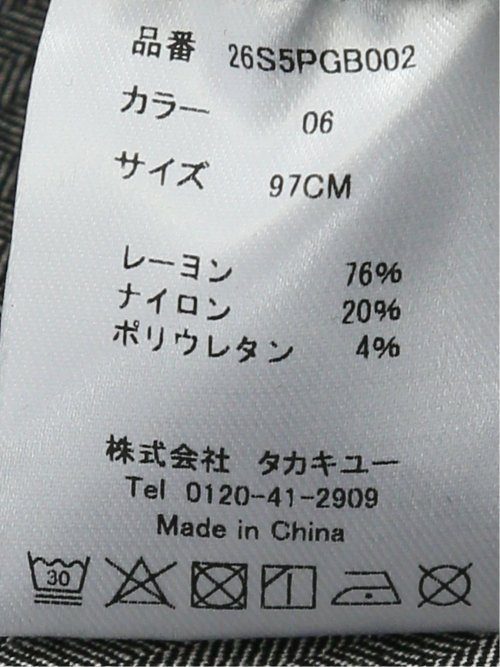 品番 26S5PGB002
カラー 06
サイズ 97CM
レーヨン 76%
ナイロン 20%
ポリウレタン 4%
株式会社 タカキユー
Tel 0120-41-2909
Made in China
30